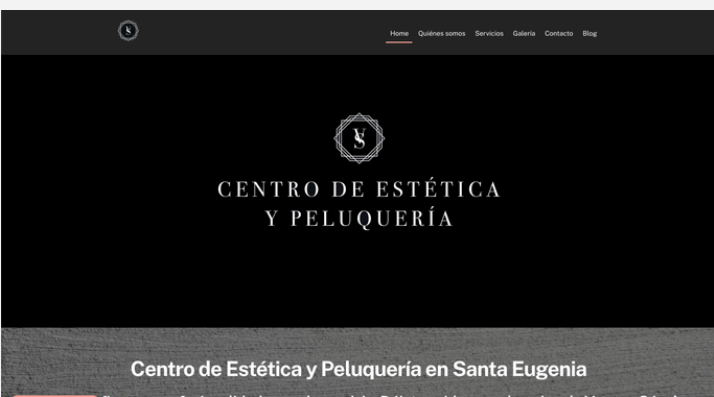 Home Quiénes somos Servicios Galería Contacto Blog
CENTRO DE ESTÉTICA
Y PELUQUERÍA
Centro de Estética y Peluquería en Santa Eugenia